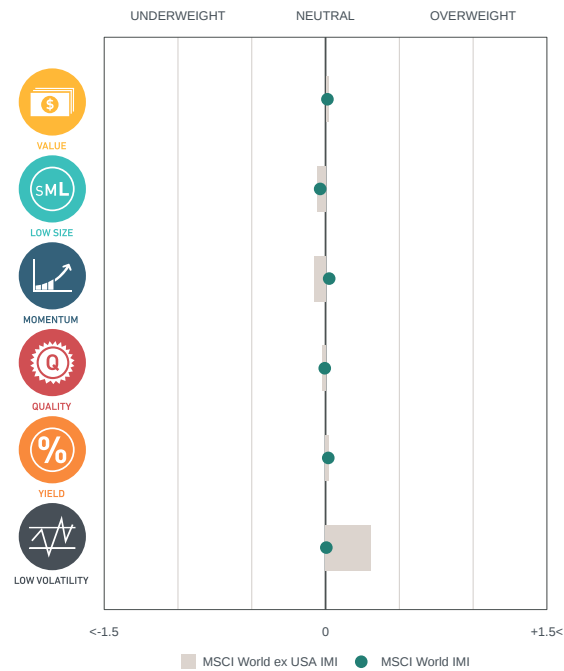 UNDERWEIGHT NEUTRAL OVERWEIGHT
$
VALUE
SML
LOW SIZE
MOMENTUM
Q
QUALITY
%
YIELD
LOW VOLATILITY
<-1.5 0 +1.5<
MSCI World ex USA IMI MSCI World IMI